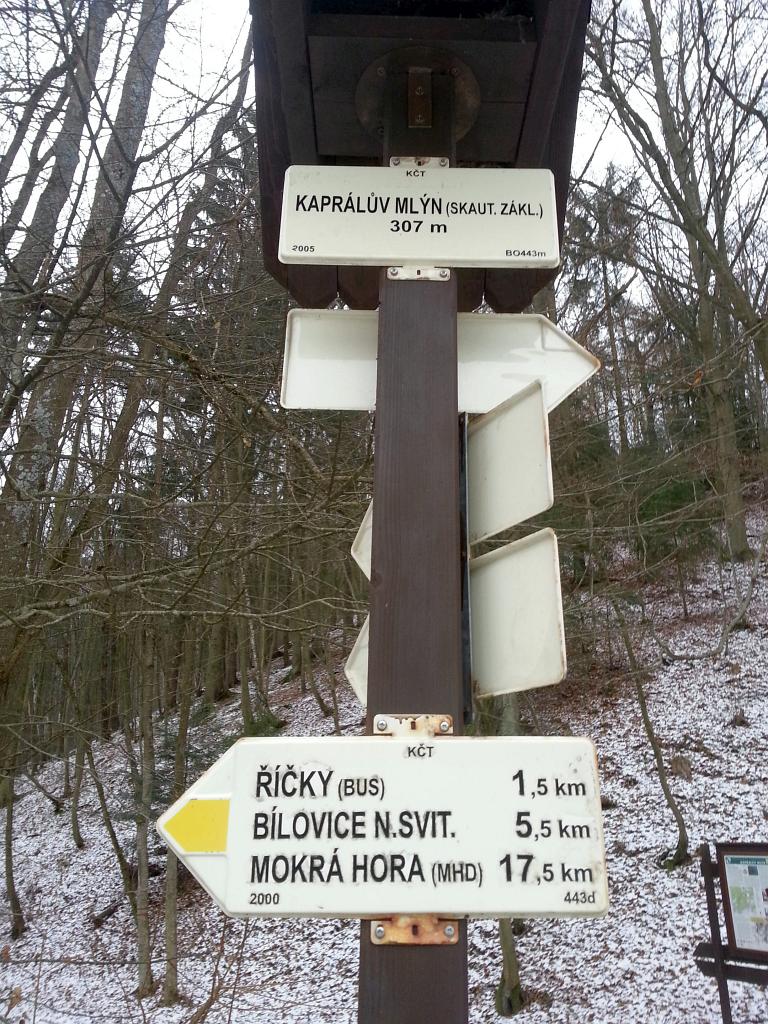 KČT
KAPRÁLŮV MLÝN (SKAUT. ZÁKL.)
307 m
2005 BO443m
KČT
ŘÍČKY (BUS) 1,5 km
BÍLOVICE N.SVIT. 5,5 km
MOKRÁ HORA (MHD) 17,5 km
2000 443d